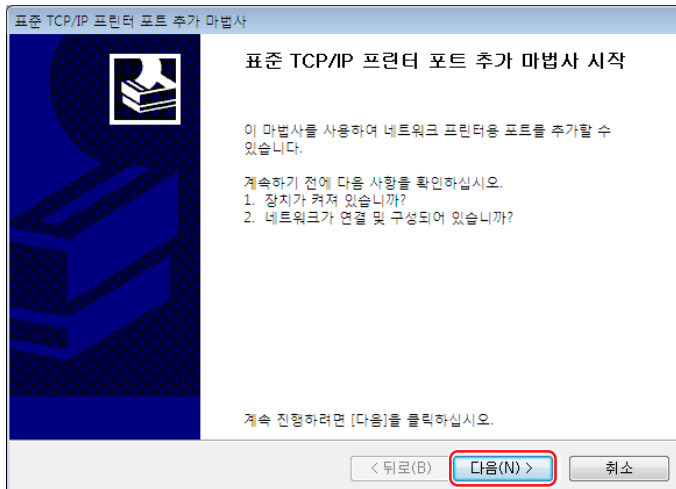 표준 TCP/IP 프린터 포트 추가 마법사
표준 TCP/IP 프린터 포트 추가 마법사 시작
이 마법사를 사용하여 네트워크 프린터용 포트를 추가할 수
있습니다.
계속하기 전에 다음 사항을 확인하십시오.
1. 장치가 켜져 있습니까?
2. 네트워크가 연결 및 구성되어 있습니까?
계속 진행하려면 [다음]을 클릭하십시오.
< 뒤로(B) 다음(N) > 취소